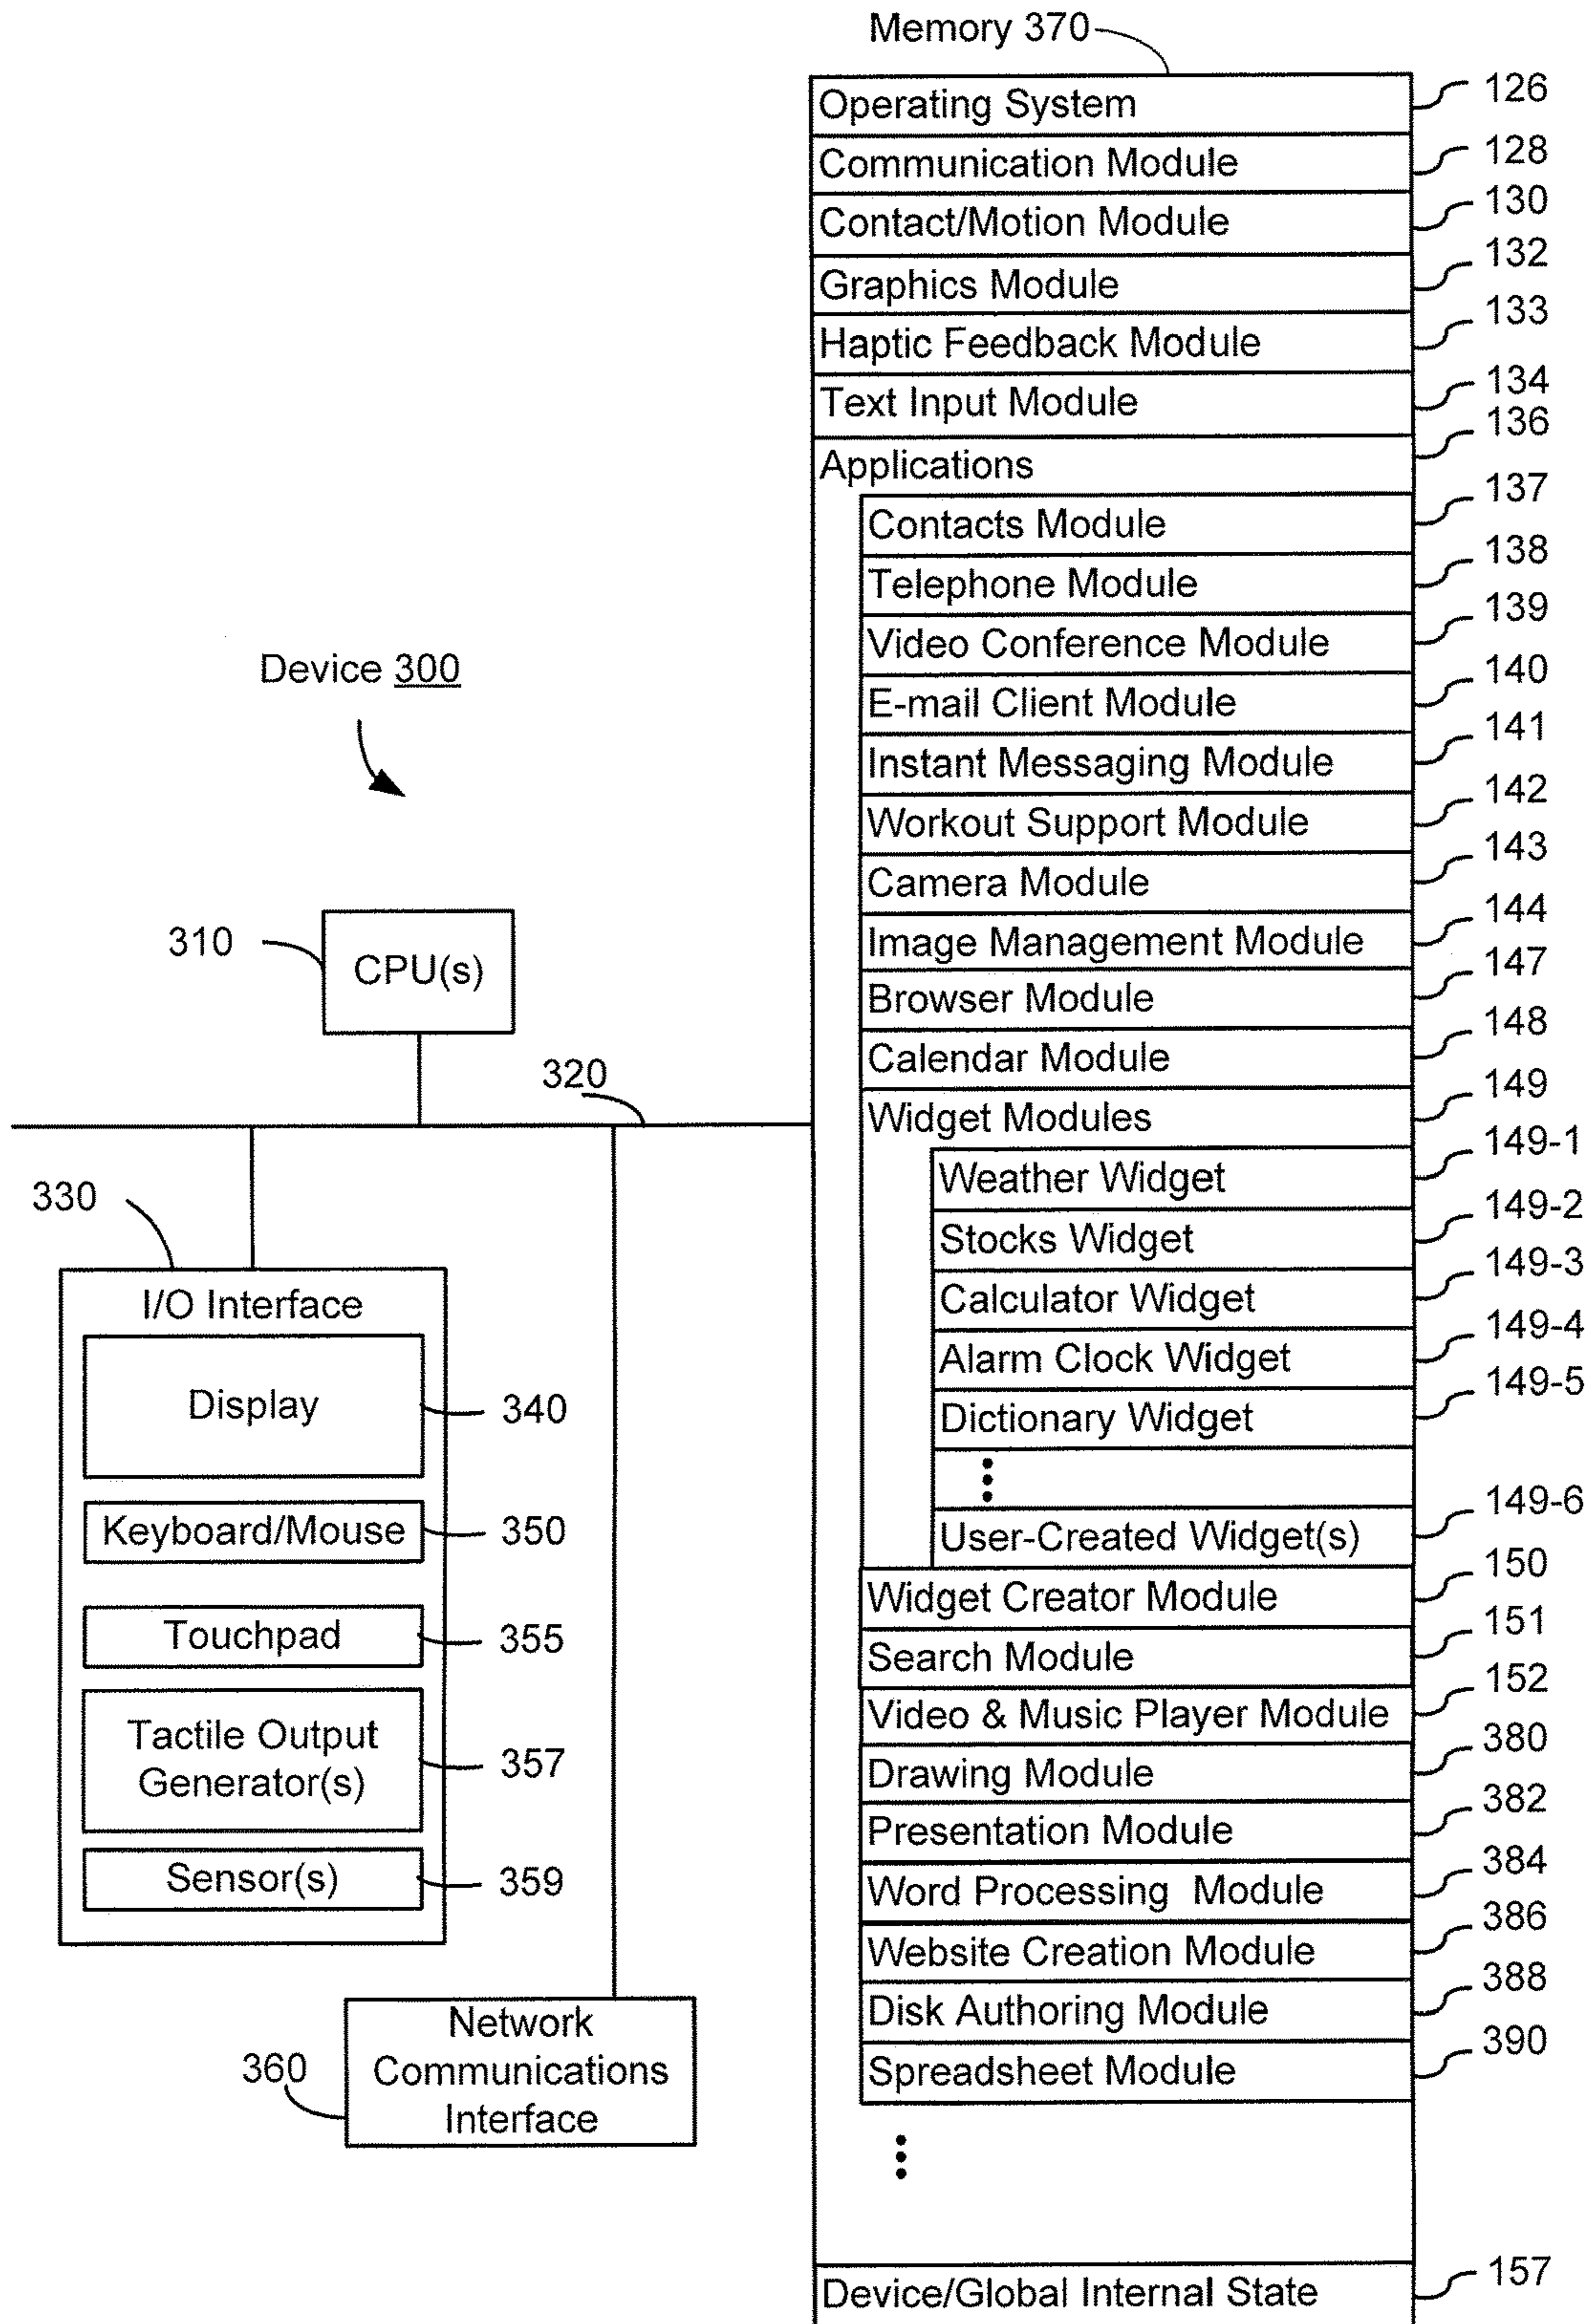 Memory 370
Operating System 126
Communication Module 128
Contact/Motion Module 130
Graphics Module 132
Haptic Feedback Module 133
Text Input Module 134
Applications 136
Contacts Module 137
Telephone Module 138
Video Conference Module 139
E-mail Client Module 140
Instant Messaging Module 141
Workout Support Module 142
Camera Module 143
Image Management Module 144
Browser Module 147
Calendar Module 148
Widget Modules 149
Weather Widget 149-1
Stocks Widget 149-2
Calculator Widget 149-3
Alarm Clock Widget 149-4
Dictionary Widget 149-5
User-Created Widget(s) 149-6
Widget Creator Module 150
Search Module 151
Video & Music Player Module 152
Drawing Module 380
Presentation Module 382
Word Processing Module 384
Website Creation Module 386
Disk Authoring Module 388
Spreadsheet Module 390
Device/Global Internal State 157
Device 300
310
CPU(s)
320
330
I/O Interface
Display 340
Keyboard/Mouse 350
Touchpad 355
Tactile Output
Generator(s)
357
Sensor(s) 359
360
Network
Communications
Interface